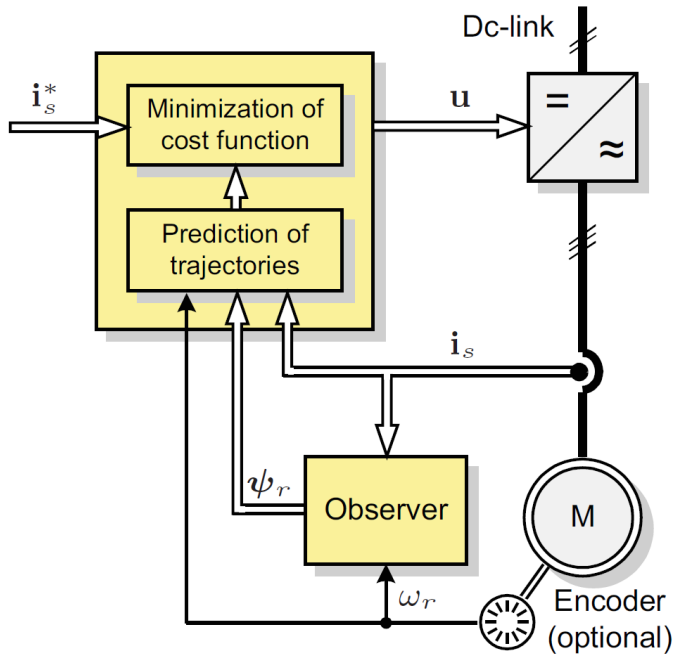 Dc-link
i*s
u
=
≈
Minimization of
cost function
Prediction of
trajectories
is
ψr
Observer
M
ωr
Encoder
(optional)